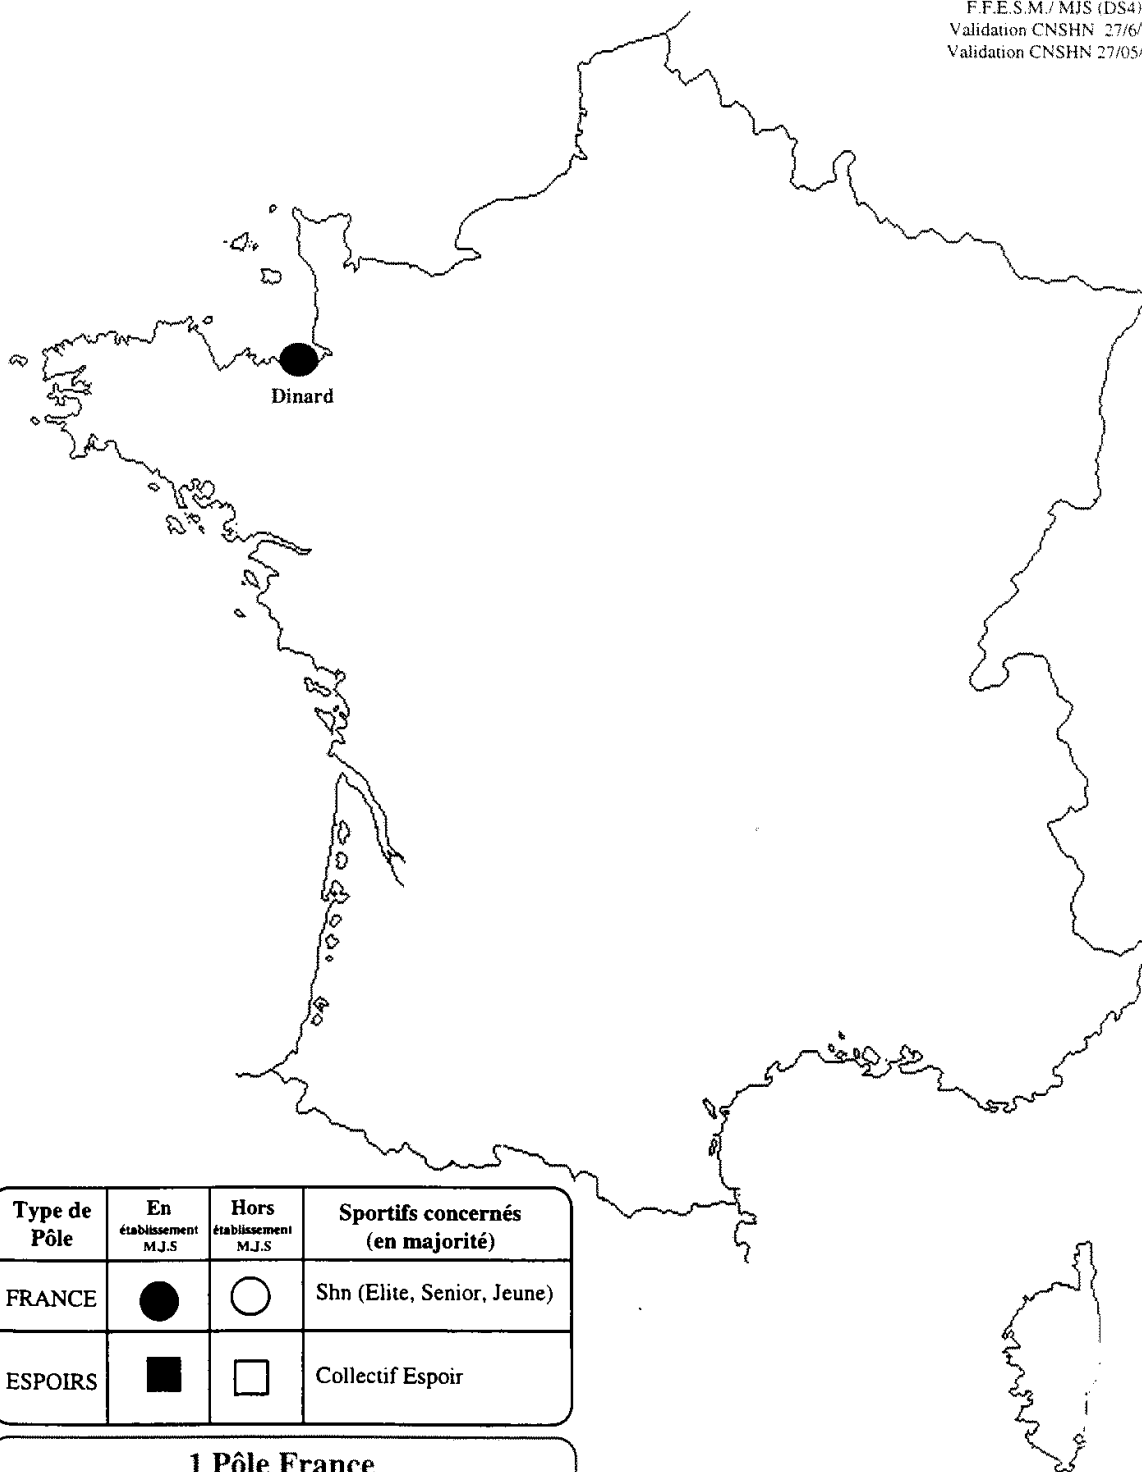 F.F.E.S.M./ MJS (DS4)
Validation CNSHN 27/6/
Validation CNSHN 27/05/
Dinard
Type de Pôle
En établissement M.J.S
Hors établissement M.J.S
Sportifs concernés (en majorité)
FRANCE
Shn (Elite, Senior, Jeune)
ESPOIRS
Collectif Espoir
1 Pôle France